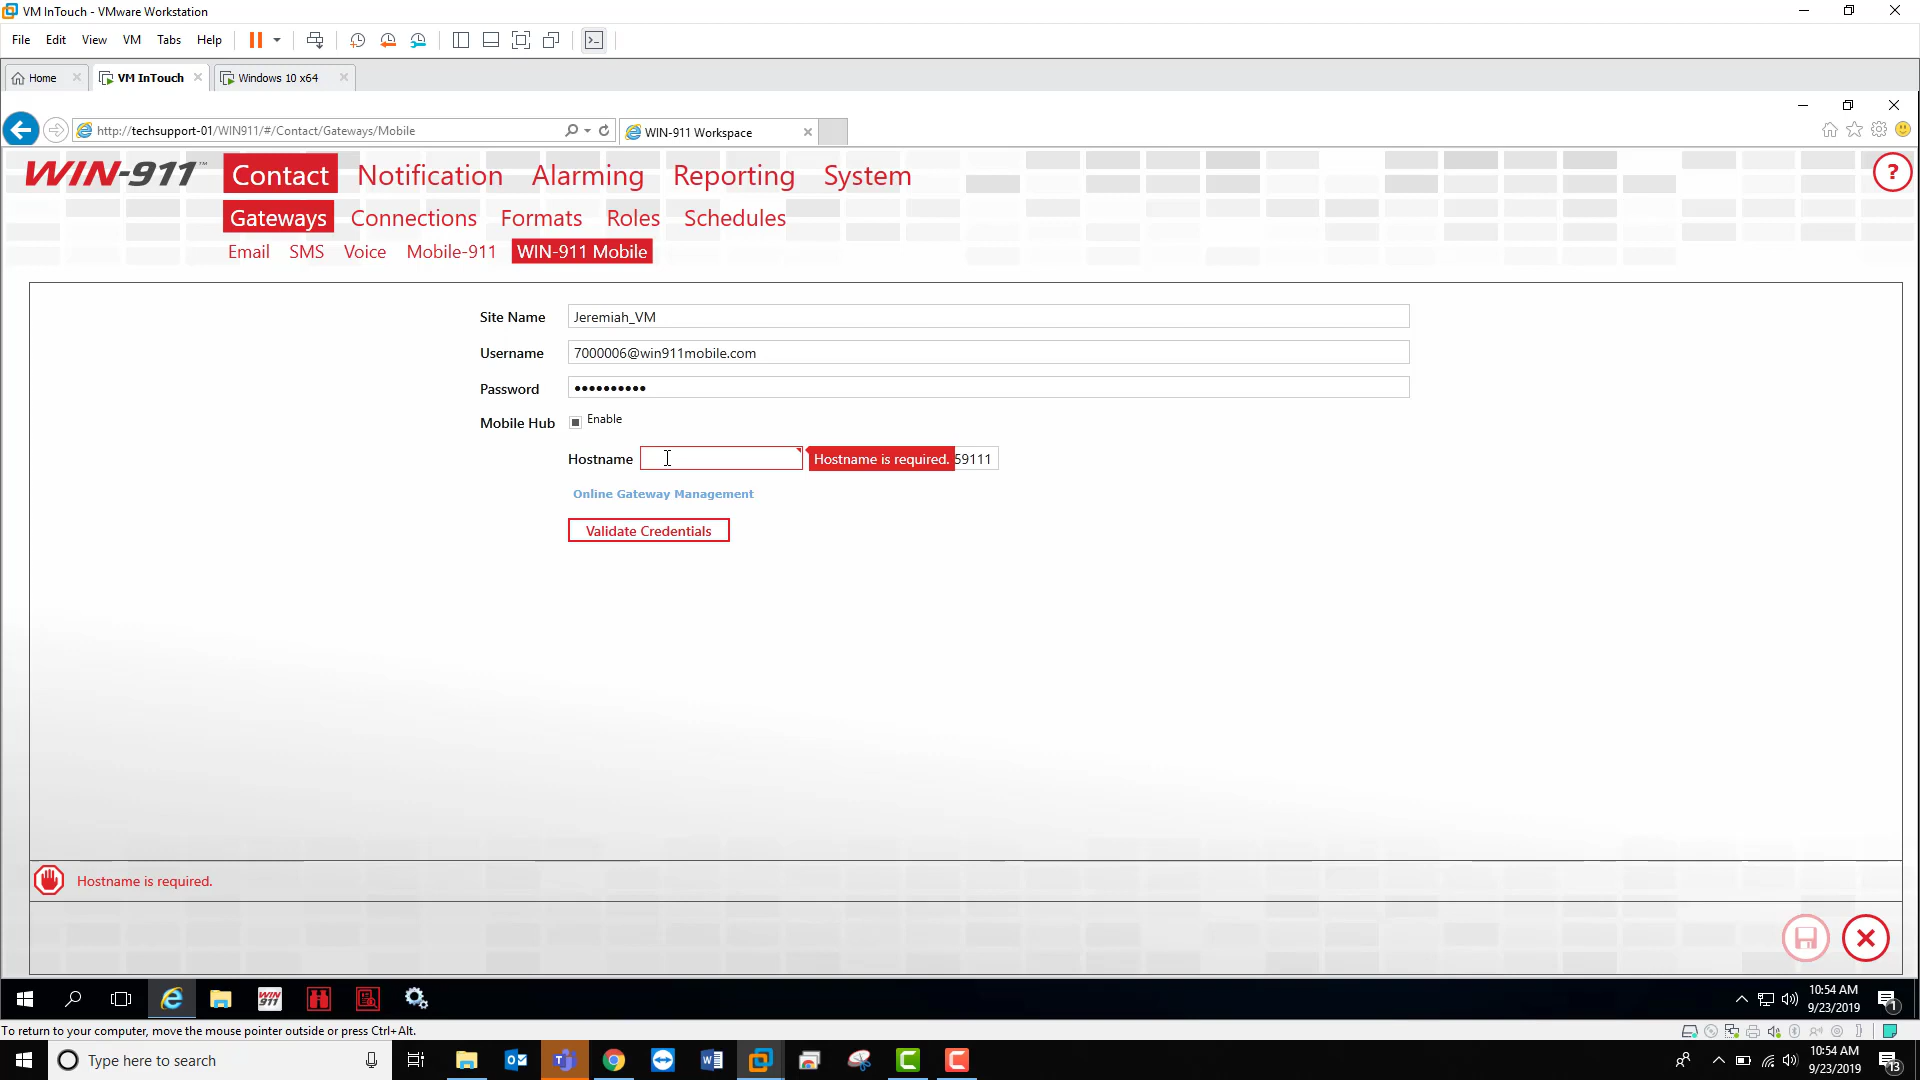 VM InTouch - VMware Workstation
File Edit View VM Tabs Help
Home VM InTouch Windows 10 x64
http://techsupport-01/WIN911/#/Contact/Gateways/Mobile WIN-911 Workspace
WIN-911™ Contact Notification Alarming Reporting System ?
Gateways Connections Formats Roles Schedules
Email SMS Voice Mobile-911 WIN-911 Mobile
Site Name Jeremiah_VM
Username 7000006@win911mobile.com
Password ••••••••••
Mobile Hub Enable
Hostname Hostname is required. 59111
Online Gateway Management
Validate Credentials
Hostname is required.
WIN 911 10:54 AM
9/23/2019 1
To return to your computer, move the mouse pointer outside or press Ctrl+Alt.
Type here to search 10:54 AM
9/23/2019 13